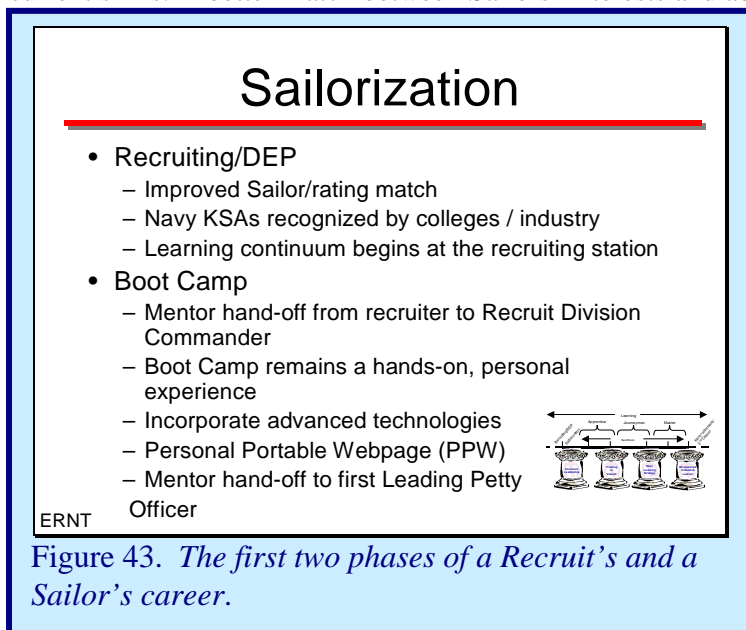 Sailorization
• Recruiting/DEP
– Improved Sailor/rating match
– Navy KSAs recognized by colleges / industry
– Learning continuum begins at the recruiting station
• Boot Camp
– Mentor hand-off from recruiter to Recruit Division
Commander
– Boot Camp remains a hands-on, personal
experience
– Incorporate advanced technologies
– Personal Portable Webpage (PPW)
– Mentor hand-off to first Leading Petty
Officer
Learning
Apprentice
Journeyman
Master
ERNT
Figure 43. The first two phases of a Recruit's and a
Sailor's career.